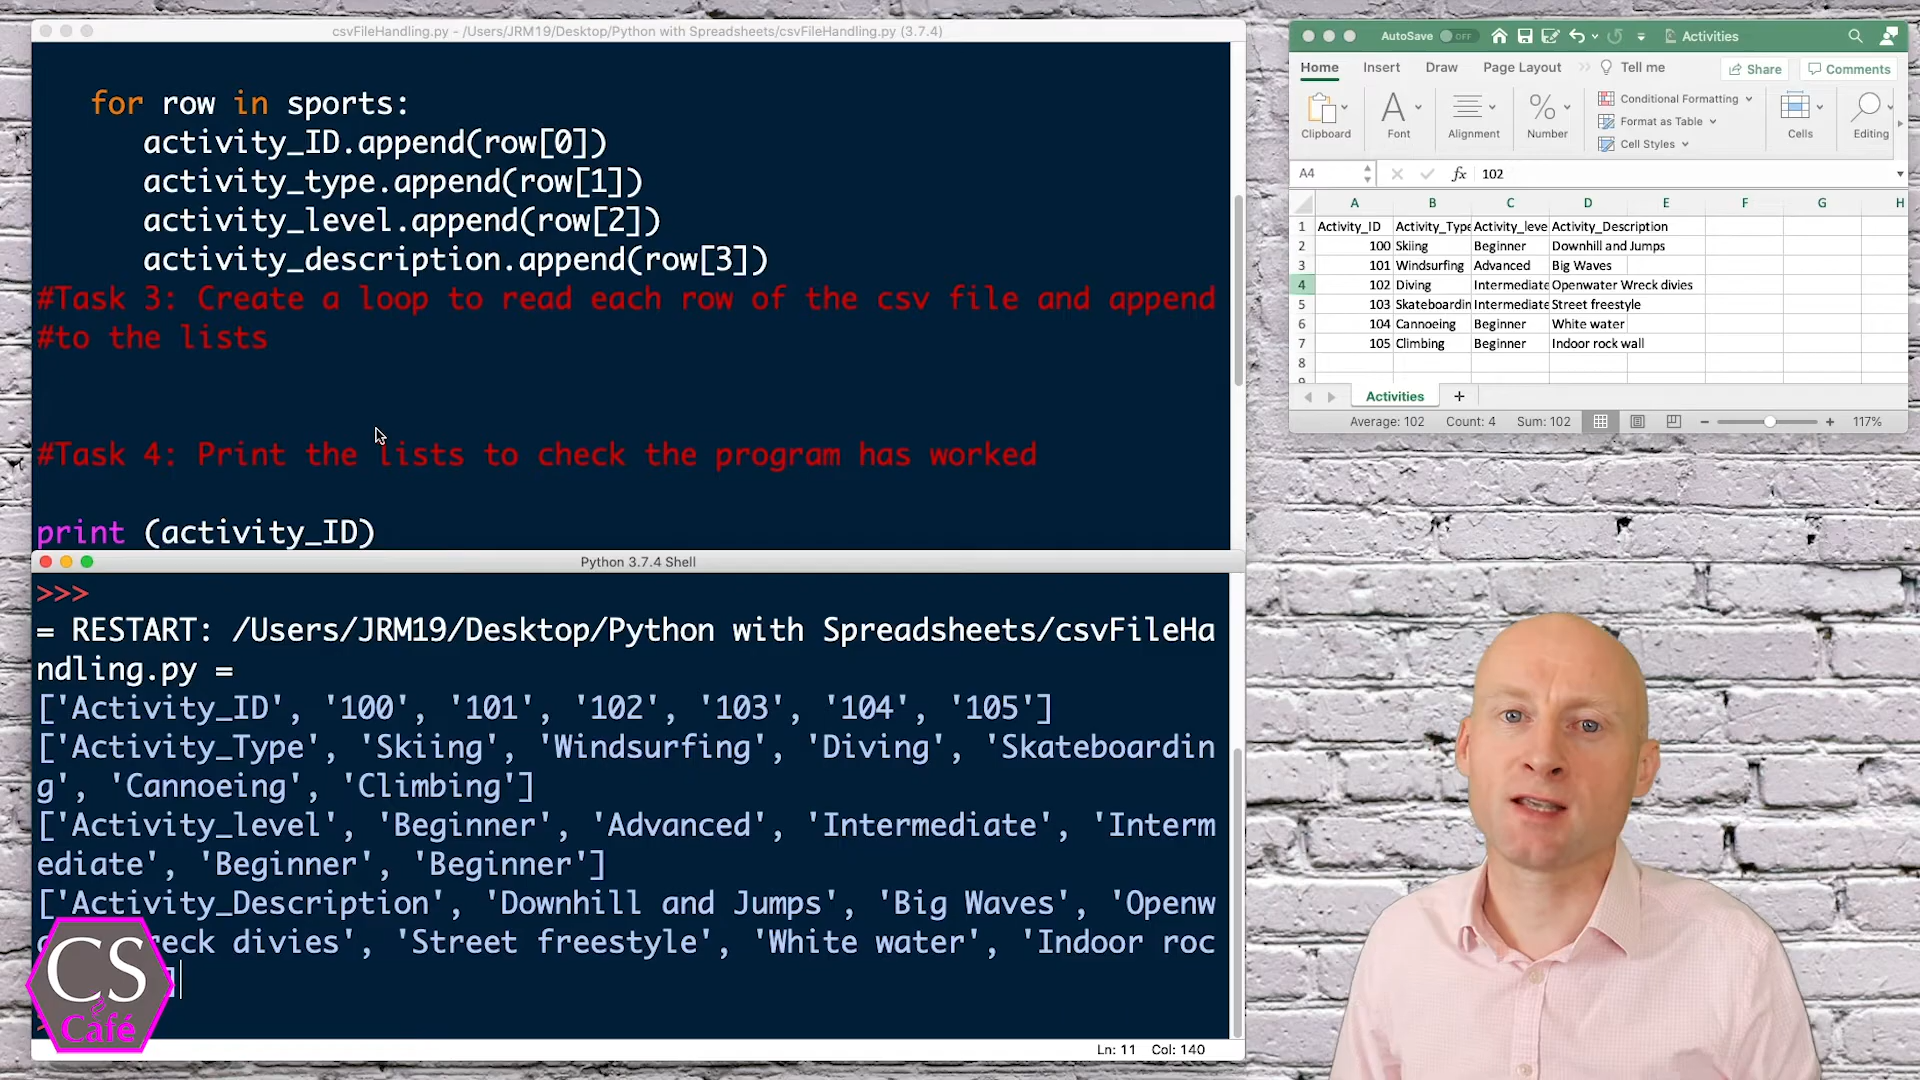 csvFileHandling.py - /Users/JRM19/Desktop/Python with Spreadsheets/csvFileHandling.py (3.7.4)
for row in sports:
activity_ID.append(row[0])
activity_type.append(row[1])
activity_level.append(row[2])
activity_description.append(row[3])
#Task 3: Create a loop to read each row of the csv file and append
#to the lists
#Task 4: Print the lists to check the program has worked
print (activity_ID)
Python 3.7.4 Shell
>>>
= RESTART: /Users/JRM19/Desktop/Python with Spreadsheets/csvFileHa
ndling.py =
['Activity_ID', '100', '101', '102', '103', '104', '105']
['Activity_Type', 'Skiing', 'Windsurfing', 'Diving', 'Skateboardin
g', 'Cannoeing', 'Climbing']
['Activity_level', 'Beginner', 'Advanced', 'Intermediate', 'Interm
ediate', 'Beginner', 'Beginner']
['Activity_Description', 'Downhill and Jumps', 'Big Waves', 'Openw
reck divies', 'Street freestyle', 'White water', 'Indoor roc
]
Ln: 11 Col: 140
CS
Café
AutoSave OFF Activities
Home Insert Draw Page Layout Tell me Share Comments
Clipboard Font Alignment Number Conditional Formatting Format as Table Cell Styles Cells Editing
A4 fx 102
A B C D E F G H
1 Activity_ID Activity_Type Activity_leve Activity_Description
2 100 Skiing Beginner Downhill and Jumps
3 101 Windsurfing Advanced Big Waves
4 102 Diving Intermediate Openwater Wreck divies
5 103 Skateboardin Intermediate Street freestyle
6 104 Cannoeing Beginner White water
7 105 Climbing Beginner Indoor rock wall
8
Activities +
Average: 102 Count: 4 Sum: 102 117%